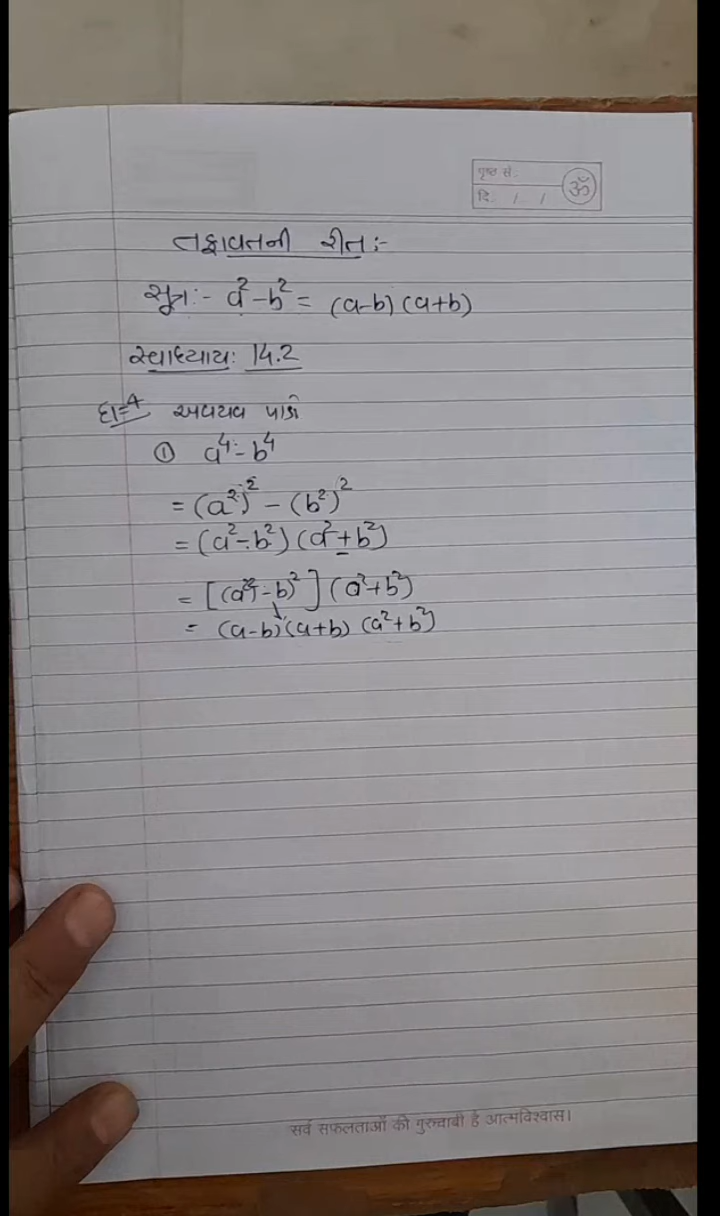 पृष्ठ सं.
दि. / /
ॐ
તફાવતની રીત :-
સૂત્ર :- a² - b² = (a-b) (a+b)
સ્વાધ્યાય: 14.2
દા=4 અવયવ પાડો
① a⁴ - b⁴
= (a²)² - (b²)²
= (a² - b²) (a² + b²)
= [(a² - b)²] (a²+b²)
= (a-b) (a+b) (a²+b²)
सर्व सफलताओं की गुरुचाबी है आत्मविश्वास।